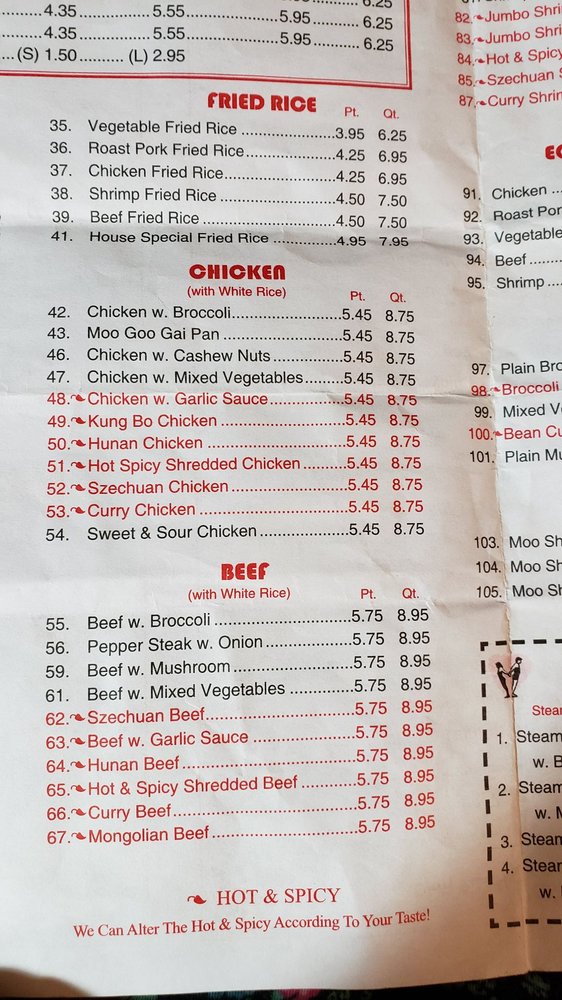 6.25
4.35 5.55 5.95 6.25
4.35 5.55 5.95 6.25
(S) 1.50 (L) 2.95
FRIED RICE
Pt. Qt.
35. Vegetable Fried Rice 3.95 6.25
36. Roast Pork Fried Rice 4.25 6.95
37. Chicken Fried Rice 4.25 6.95
38. Shrimp Fried Rice 4.50 7.50
39. Beef Fried Rice 4.50 7.50
41. House Special Fried Rice 4.95 7.95
CHICKEN
(with White Rice) Pt. Qt.
42. Chicken w. Broccoli 5.45 8.75
43. Moo Goo Gai Pan 5.45 8.75
46. Chicken w. Cashew Nuts 5.45 8.75
47. Chicken w. Mixed Vegetables 5.45 8.75
48. Chicken w. Garlic Sauce 5.45 8.75
49. Kung Bo Chicken 5.45 8.75
50. Hunan Chicken 5.45 8.75
51. Hot Spicy Shredded Chicken 5.45 8.75
52. Szechuan Chicken 5.45 8.75
53. Curry Chicken 5.45 8.75
54. Sweet & Sour Chicken 5.45 8.75
BEEF
(with White Rice) Pt. Qt.
55. Beef w. Broccoli 5.75 8.95
56. Pepper Steak w. Onion 5.75 8.95
59. Beef w. Mushroom 5.75 8.95
61. Beef w. Mixed Vegetables 5.75 8.95
62. Szechuan Beef 5.75 8.95
63. Beef w. Garlic Sauce 5.75 8.95
64. Hunan Beef 5.75 8.95
65. Hot & Spicy Shredded Beef 5.75 8.95
66. Curry Beef 5.75 8.95
67. Mongolian Beef 5.75 8.95
HOT & SPICY
We Can Alter The Hot & Spicy According To Your Taste!
82. Jumbo Shri
83. Jumbo Shri
84. Hot & Spicy
85. Szechuan S
87. Curry Shrim
91. Chicken
92. Roast Por
93. Vegetable
94. Beef
95. Shrimp
97. Plain Bro
98. Broccoli
99. Mixed V
100. Bean Cu
101. Plain Mu
103. Moo Sh
104. Moo Sh
105. Moo Sh
Steam
1. Steam
w. B
2. Steam
w. M
3. Steam
4. Steam
w.